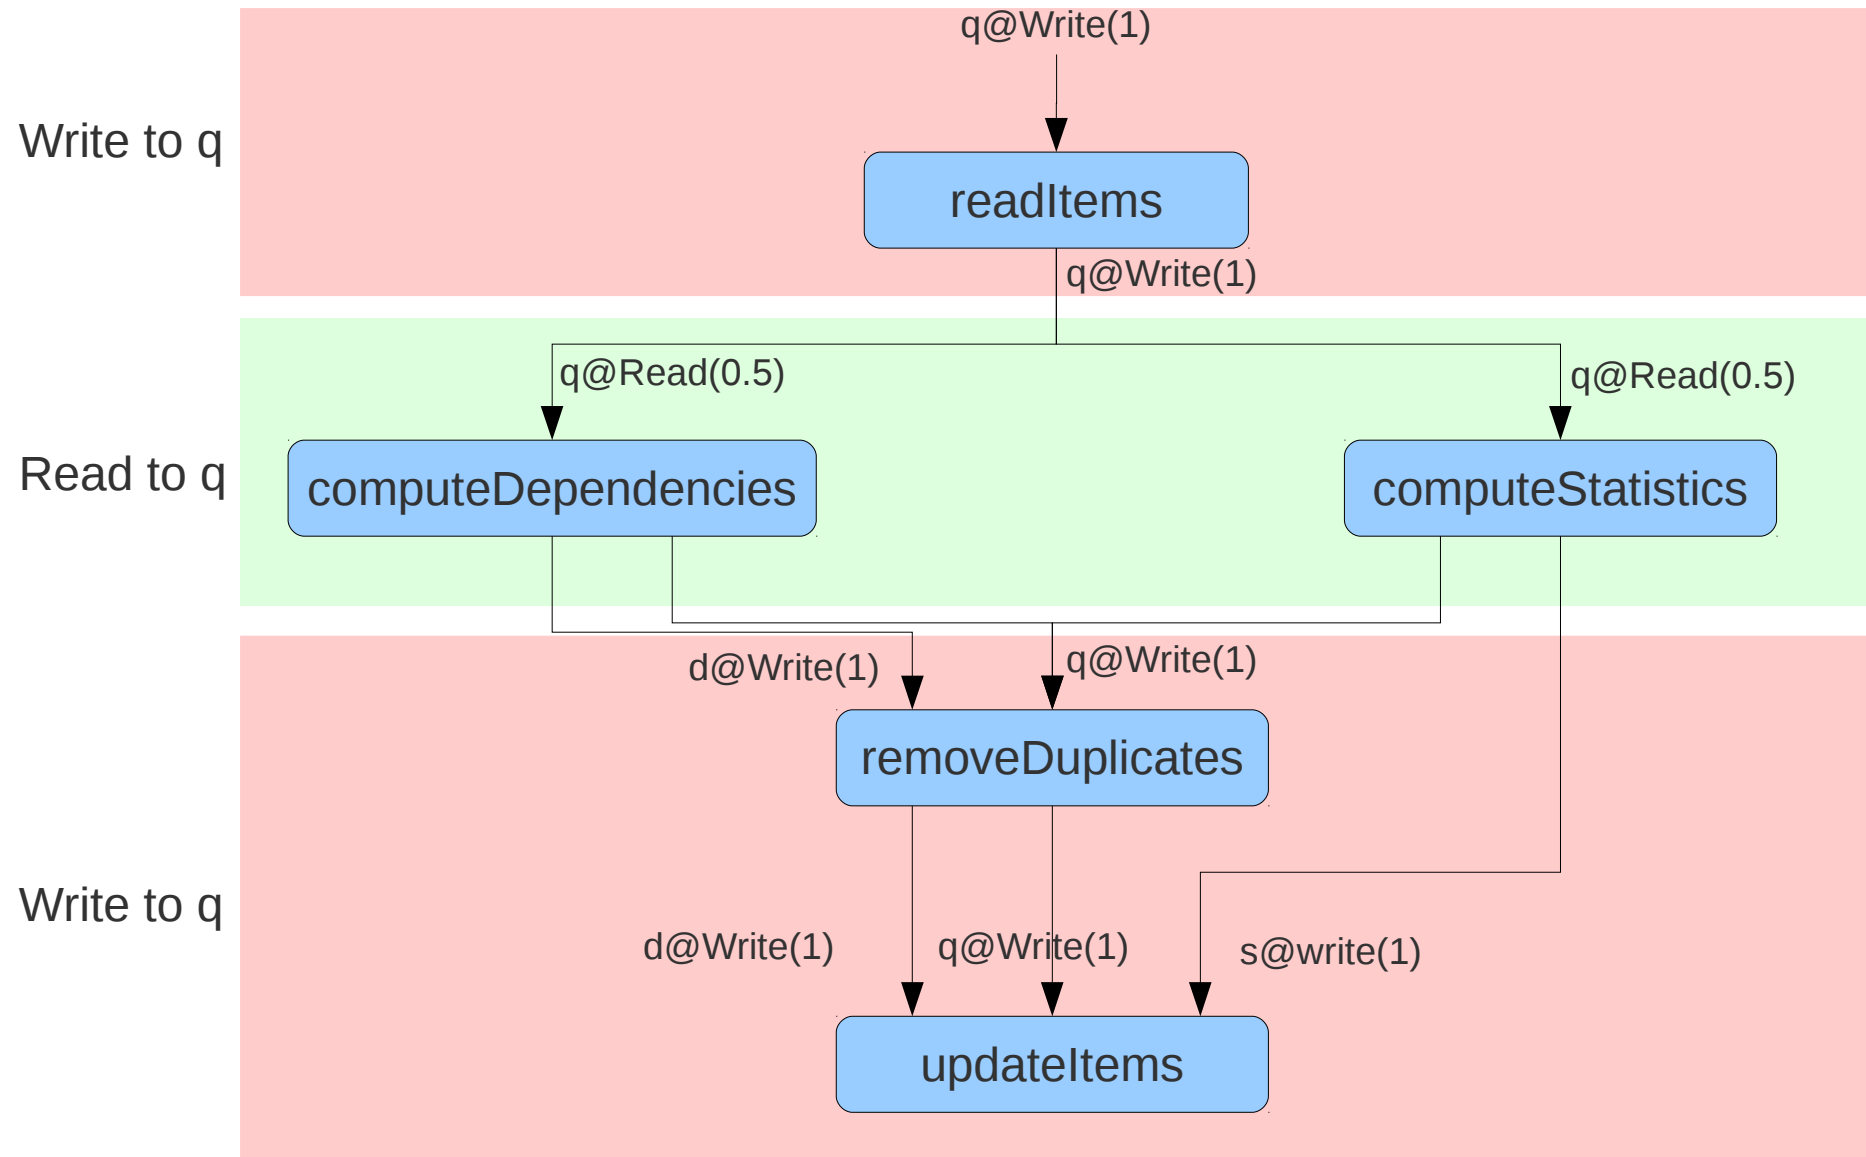 q@Write(1)
Write to q
readItems
q@Write(1)
q@Read(0.5)
q@Read(0.5)
Read to q
computeDependencies
computeStatistics
d@Write(1)
q@Write(1)
removeDuplicates
Write to q
d@Write(1)
q@Write(1)
s@write(1)
updateItems